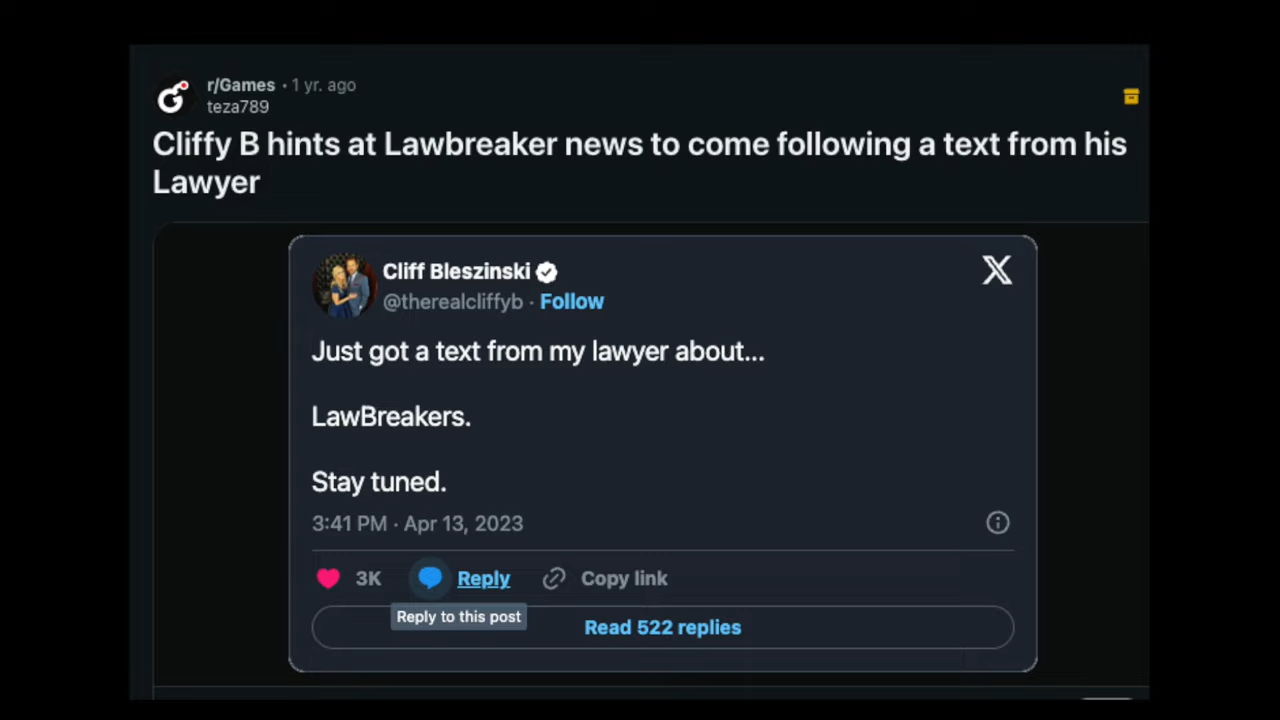 r/Games • 1 yr. ago
teza789
Cliffy B hints at Lawbreaker news to come following a text from his
Lawyer
Cliff Bleszinski
@therealcliffyb · Follow
Just got a text from my lawyer about...
LawBreakers.
Stay tuned.
3:41 PM · Apr 13, 2023
3K Reply Copy link
Reply to this post
Read 522 replies